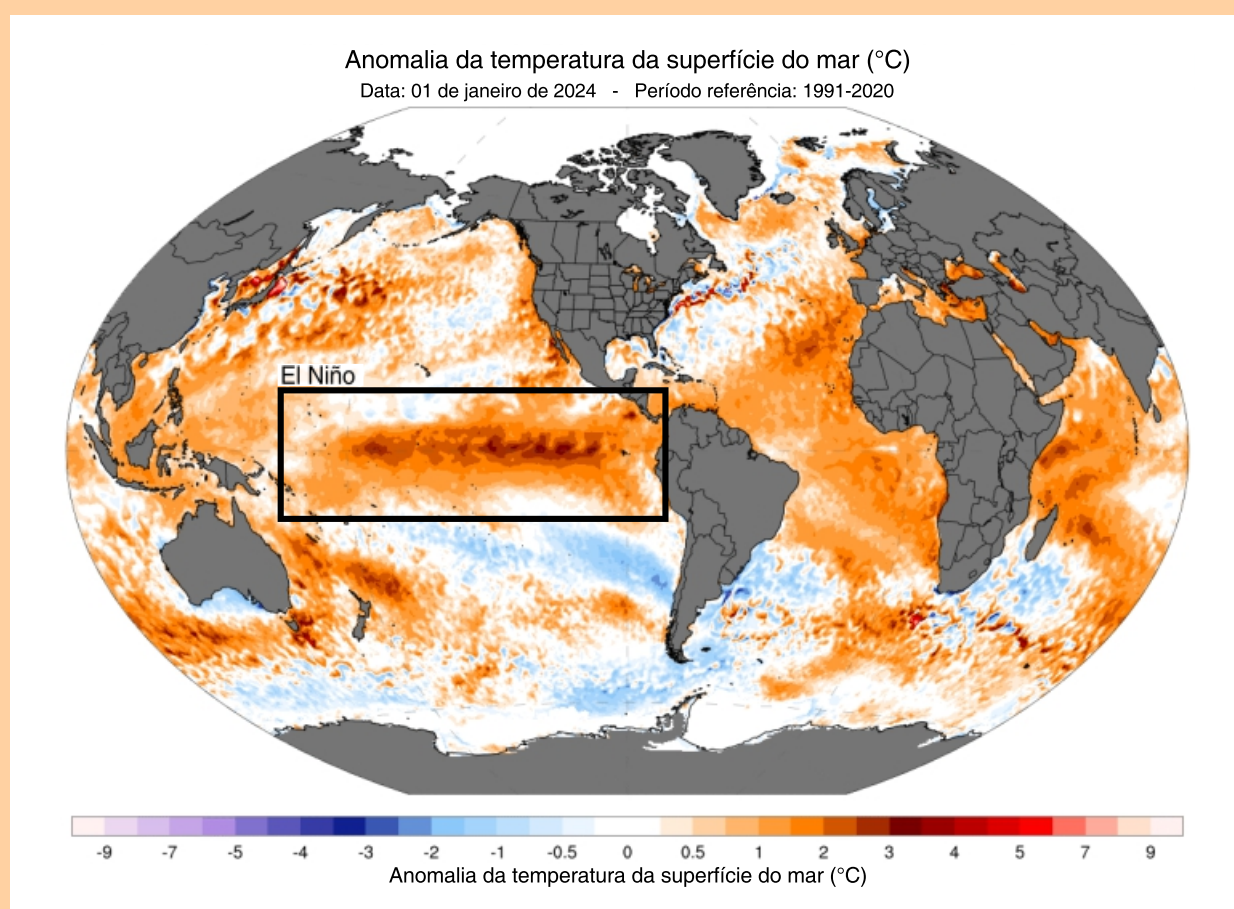 Anomalia da temperatura da superfície do mar (°C)
Data: 01 de janeiro de 2024 - Período referência: 1991-2020
El Niño
-9 -7 -5 -4 -3 -2 -1 -0.5 0 0.5 1 2 3 4 5 7 9
Anomalia da temperatura da superfície do mar (°C)